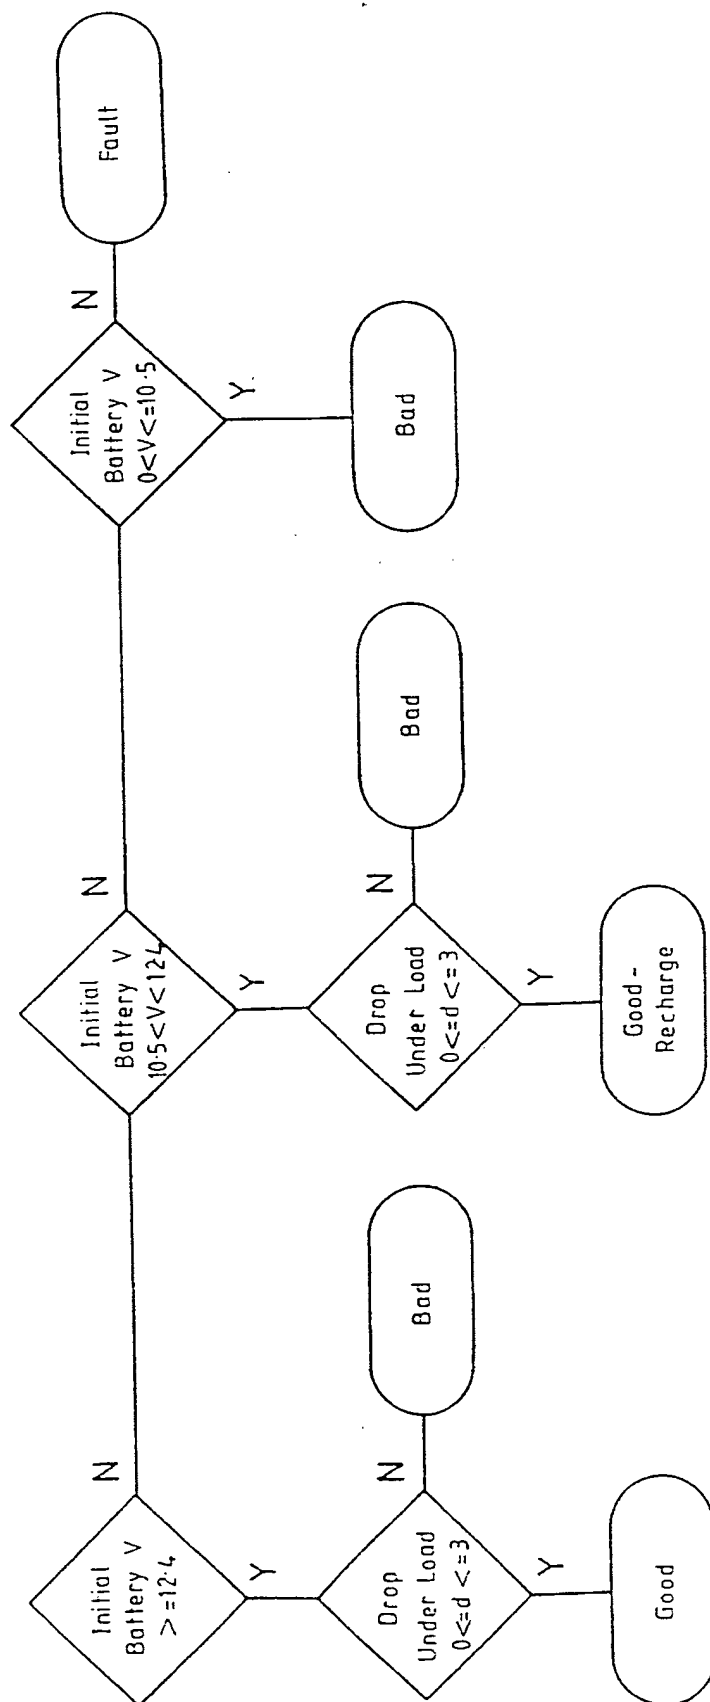 Initial
Battery V
>=12·4
N
Y
Drop
Under Load
0<=d <=3
N
Bad
Y
Good
Initial
Battery V
10·5<V<12·4
N
Y
Drop
Under Load
0<=d <=3
N
Bad
Y
Good-
Recharge
Initial
Battery V
0<V<=10·5
N
Fault
Y
Bad